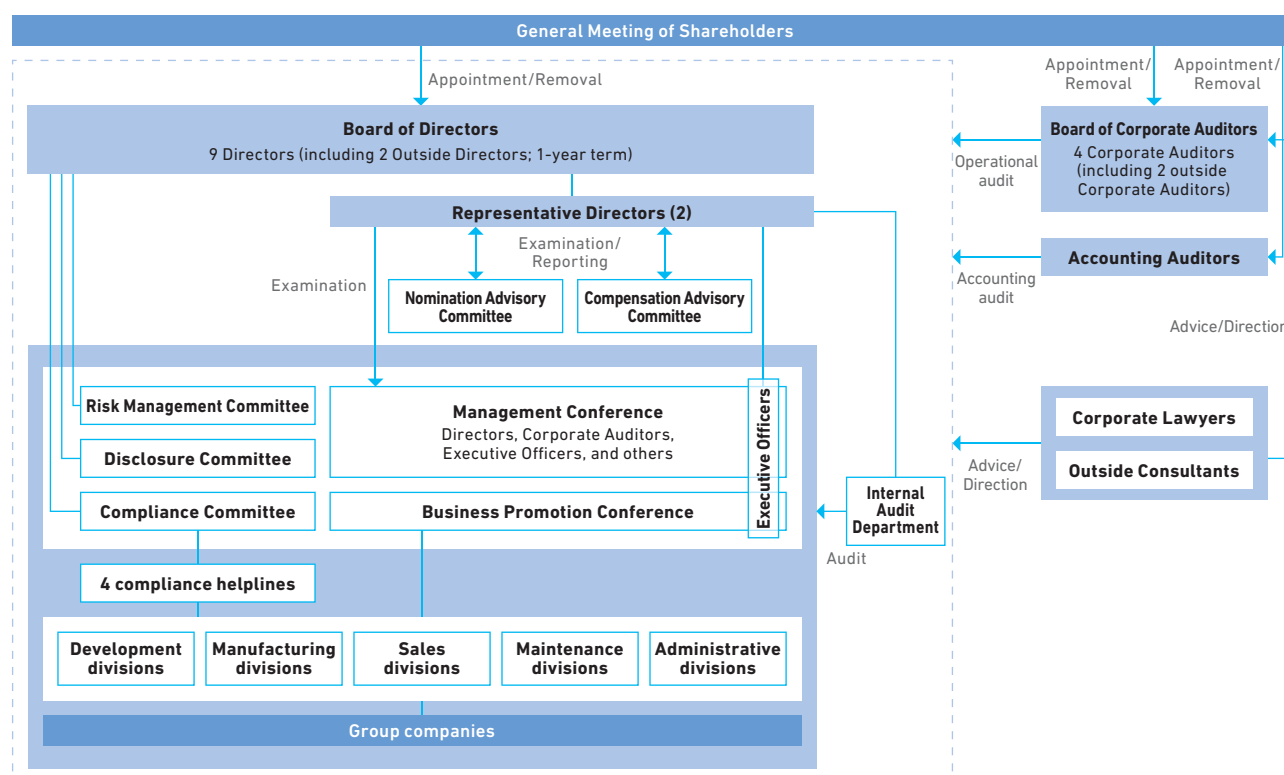 General Meeting of Shareholders
Appointment/Removal
Appointment/
Removal
Appointment/
Removal
Board of Directors
9 Directors (including 2 Outside Directors; 1-year term)
Board of Corporate Auditors
4 Corporate Auditors
(including 2 outside
Corporate Auditors)
Operational
audit
Representative Directors (2)
Examination/
Reporting
Examination
Accounting Auditors
Accounting
audit
Nomination Advisory
Committee
Compensation Advisory
Committee
Advice/Direction
Risk Management Committee
Disclosure Committee
Compliance Committee
Management Conference
Directors, Corporate Auditors,
Executive Officers, and others
Business Promotion Conference
Executive Officers
Internal
Audit
Department
Audit
Corporate Lawyers
Outside Consultants
Advice/
Direction
4 compliance helplines
Development
divisions
Manufacturing
divisions
Sales
divisions
Maintenance
divisions
Administrative
divisions
Group companies